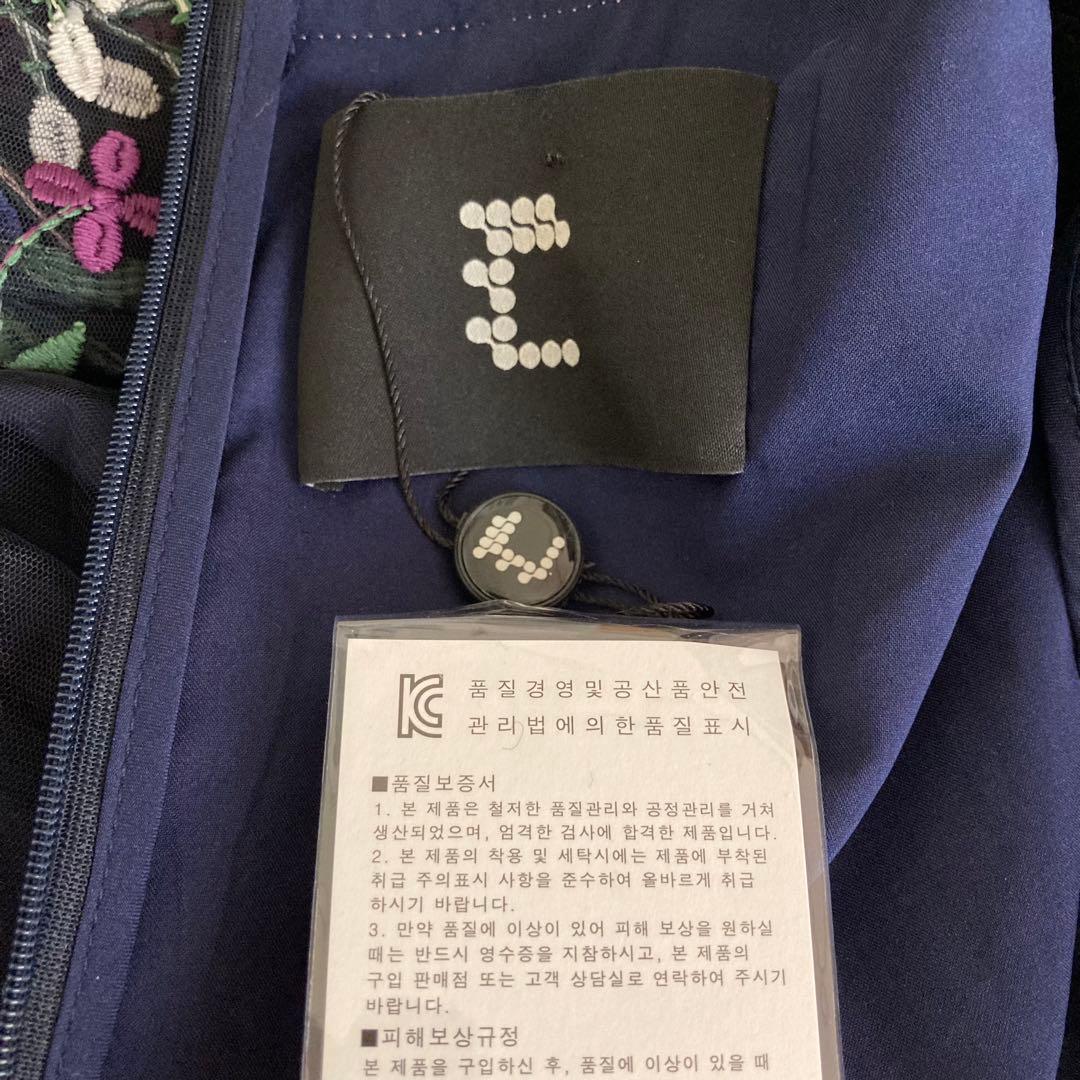 KC 품질경영및공산품안전
관리법에의한품질표시
■품질보증서
1. 본 제품은 철저한 품질관리와 공정관리를 거쳐
생산되었으며, 엄격한 검사에 합격한 제품입니다.
2. 본 제품의 착용 및 세탁시에는 제품에 부착된
취급 주의표시 사항을 준수하여 올바르게 취급
하시기 바랍니다.
3. 만약 품질에 이상이 있어 피해 보상을 원하실
때는 반드시 영수증을 지참하시고, 본 제품의
구입 판매점 또는 고객 상담실로 연락하여 주시기
바랍니다.
■피해보상규정
본 제품을 구입하신 후, 품질에 이상이 있을 때